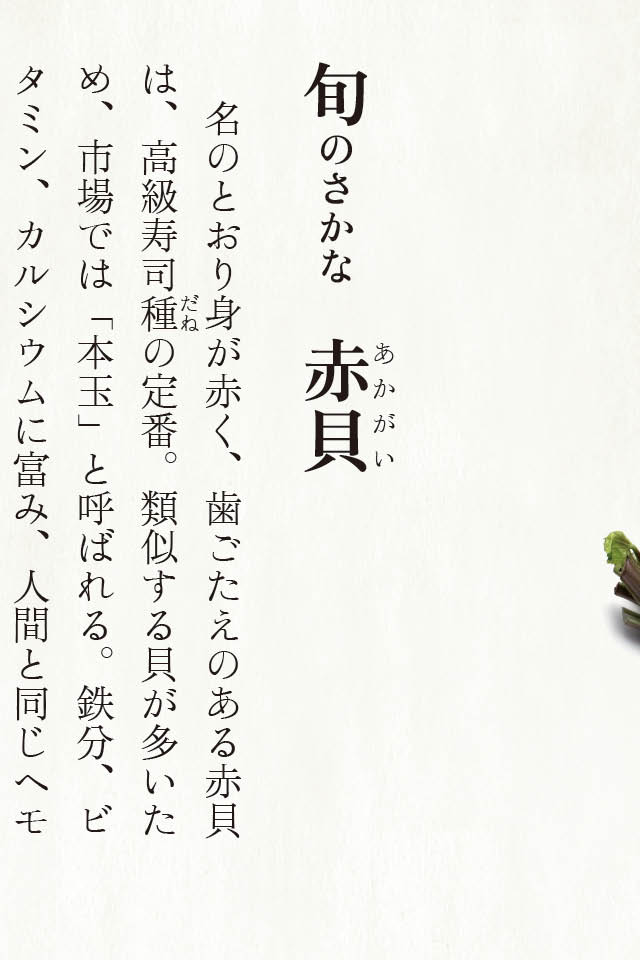 旬のさかな 赤貝
あかがい
名のとおり身が赤く、歯ごたえのある赤貝
は、高級寿司種の定番。類似する貝が多いた
だね
め、市場では「本玉」と呼ばれる。鉄分、ビ
タミン、カルシウムに富み、人間と同じヘモ